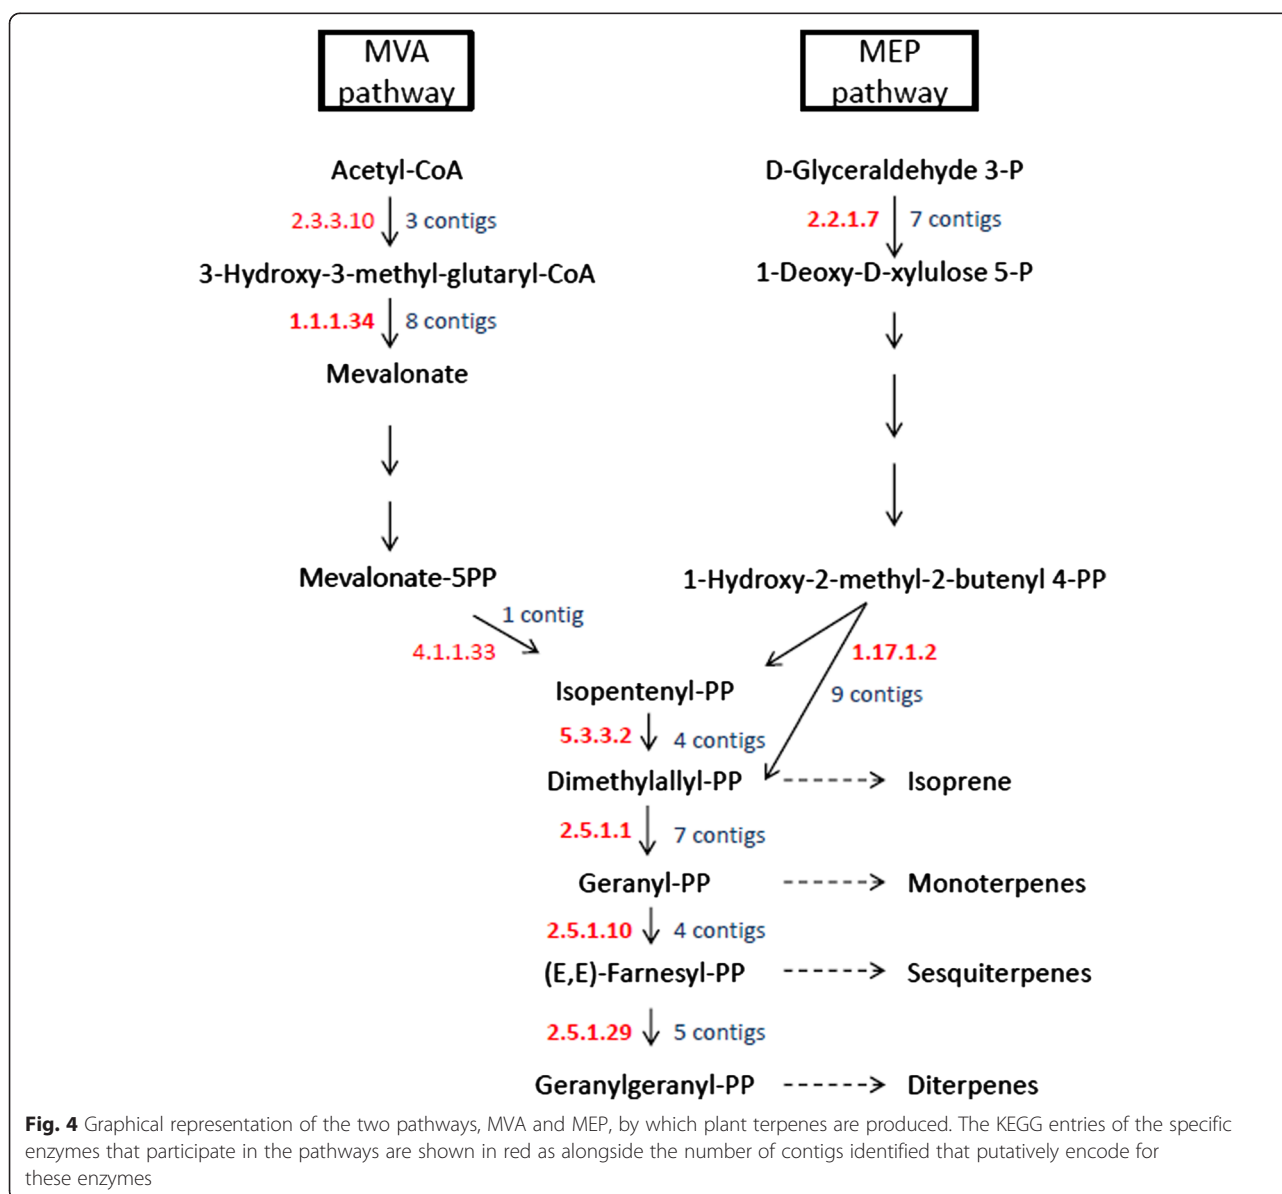 MVA
pathway
MEP
pathway
Acetyl-CoA
D-Glyceraldehyde 3-P
2.3.3.10
3 contigs
2.2.1.7
7 contigs
3-Hydroxy-3-methyl-glutaryl-CoA
1-Deoxy-D-xylulose 5-P
1.1.1.34
8 contigs
Mevalonate
Mevalonate-5PP
1-Hydroxy-2-methyl-2-butenyl 4-PP
1 contig
4.1.1.33
1.17.1.2
9 contigs
Isopentenyl-PP
5.3.3.2
4 contigs
Dimethylallyl-PP
Isoprene
2.5.1.1
7 contigs
Geranyl-PP
Monoterpenes
2.5.1.10
4 contigs
(E,E)-Farnesyl-PP
Sesquiterpenes
2.5.1.29
5 contigs
Geranylgeranyl-PP
Diterpenes
Fig. 4 Graphical representation of the two pathways, MVA and MEP, by which plant terpenes are produced. The KEGG entries of the specific
enzymes that participate in the pathways are shown in red as alongside the number of contigs identified that putatively encode for
these enzymes